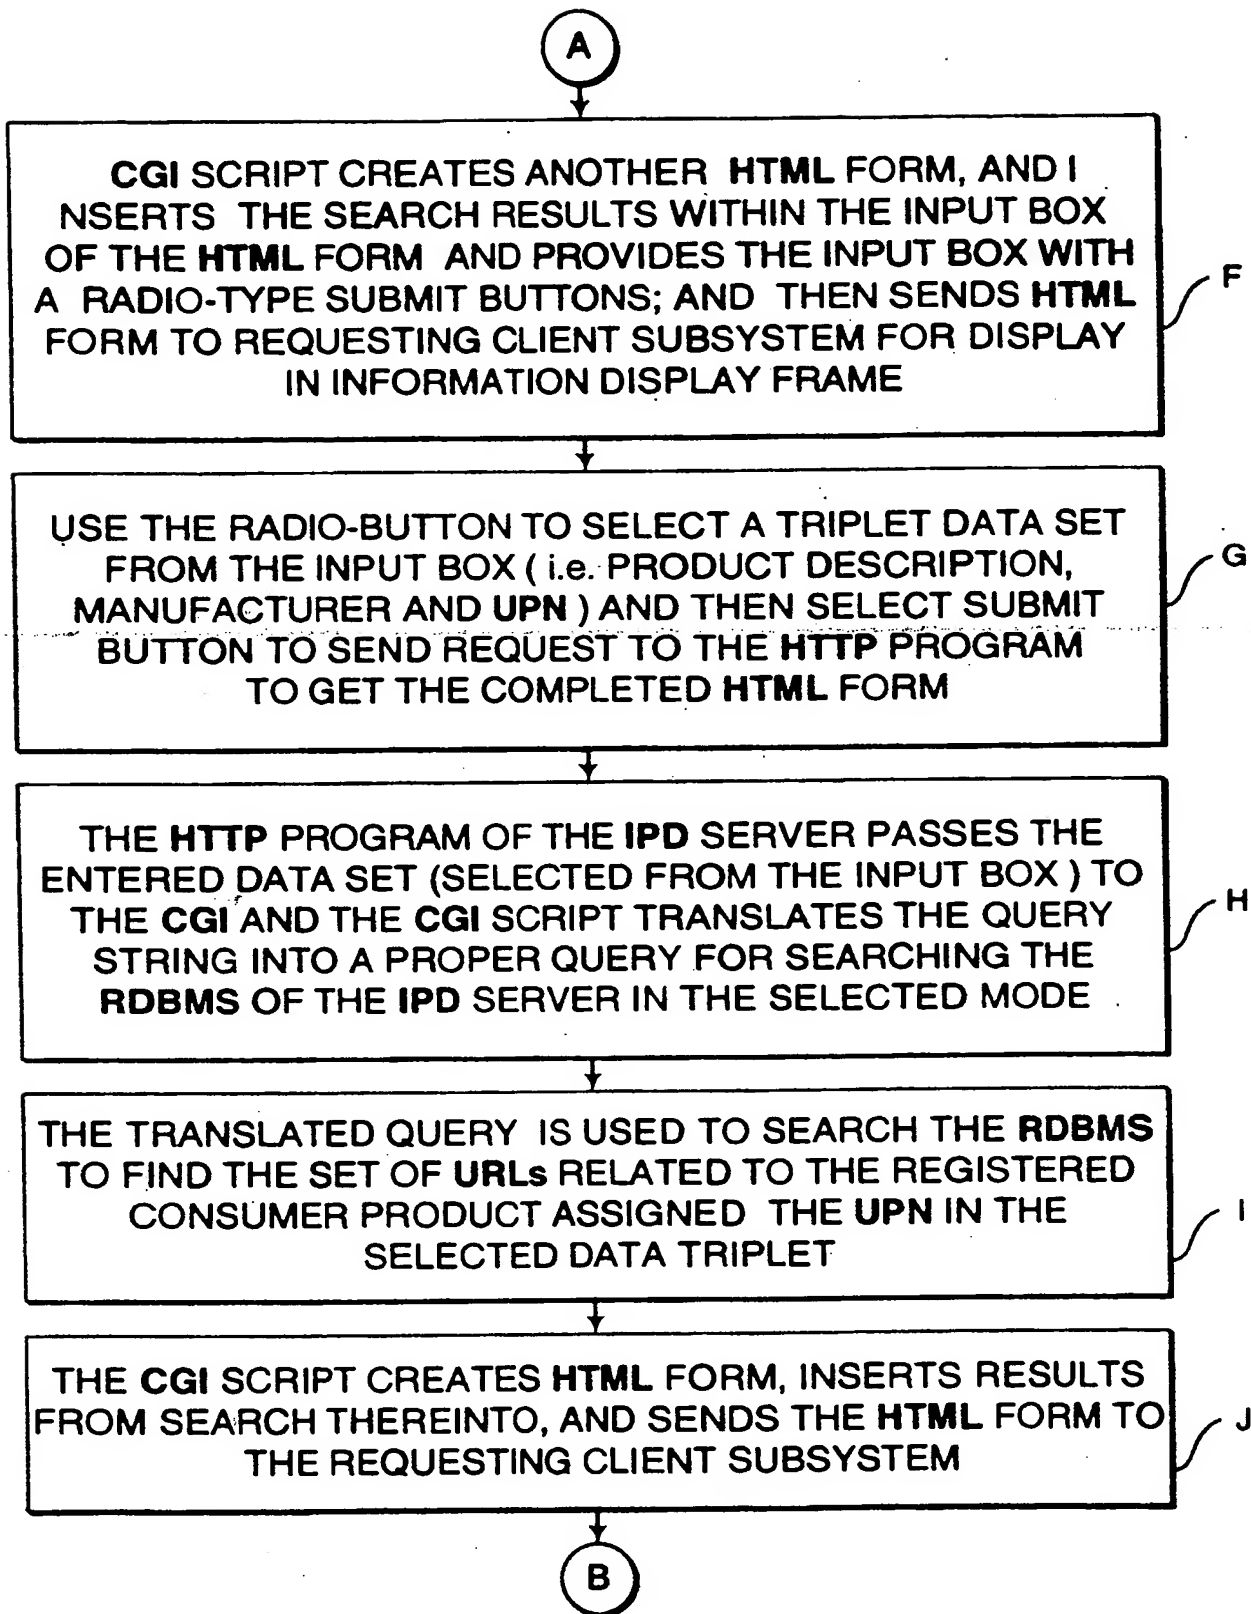 A
CGI SCRIPT CREATES ANOTHER HTML FORM, AND I
NSERTS THE SEARCH RESULTS WITHIN THE INPUT BOX
OF THE HTML FORM AND PROVIDES THE INPUT BOX WITH
A RADIO-TYPE SUBMIT BUTTONS; AND THEN SENDS HTML
FORM TO REQUESTING CLIENT SUBSYSTEM FOR DISPLAY
IN INFORMATION DISPLAY FRAME
F
USE THE RADIO-BUTTON TO SELECT A TRIPLET DATA SET
FROM THE INPUT BOX ( i.e. PRODUCT DESCRIPTION,
MANUFACTURER AND UPN ) AND THEN SELECT SUBMIT
BUTTON TO SEND REQUEST TO THE HTTP PROGRAM
TO GET THE COMPLETED HTML FORM
G
THE HTTP PROGRAM OF THE IPD SERVER PASSES THE
ENTERED DATA SET (SELECTED FROM THE INPUT BOX ) TO
THE CGI AND THE CGI SCRIPT TRANSLATES THE QUERY
STRING INTO A PROPER QUERY FOR SEARCHING THE
RDBMS OF THE IPD SERVER IN THE SELECTED MODE
H
THE TRANSLATED QUERY IS USED TO SEARCH THE RDBMS
TO FIND THE SET OF URLs RELATED TO THE REGISTERED
CONSUMER PRODUCT ASSIGNED THE UPN IN THE
SELECTED DATA TRIPLET
I
THE CGI SCRIPT CREATES HTML FORM, INSERTS RESULTS
FROM SEARCH THEREINTO, AND SENDS THE HTML FORM TO
THE REQUESTING CLIENT SUBSYSTEM
J
B